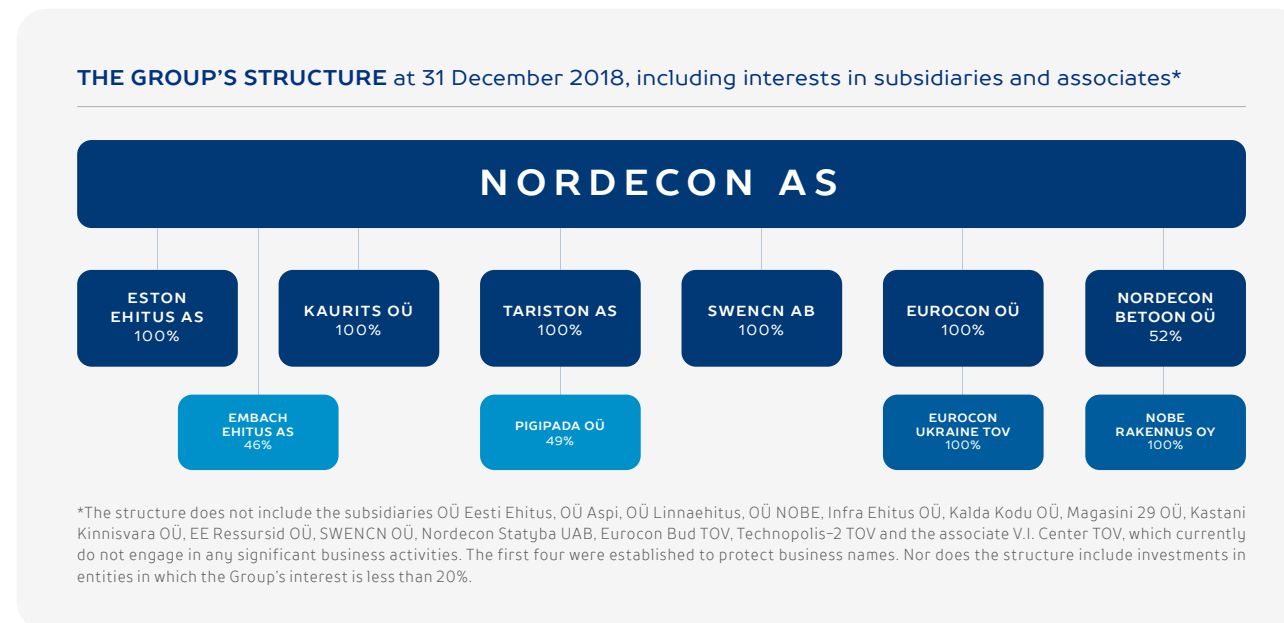 THE GROUP'S STRUCTURE at 31 December 2018, including interests in subsidiaries and associates*
NORDECON AS
ESTON
EHITUS AS
100%
KAURITS OÜ
100%
TARISTON AS
100%
SWENCN AB
100%
EUROCON OÜ
100%
NORDECON
BETOON OÜ
52%
EMBACH
EHITUS AS
46%
PIGIPADA OÜ
49%
EUROCON
UKRAINE TOV
100%
NOBE
RAKENNUS OY
100%
*The structure does not include the subsidiaries OÜ Eesti Ehitus, OÜ Aspi, OÜ Linnaehitus, OÜ NOBE, Infra Ehitus OÜ, Kalda Kodu OÜ, Magasini 29 OÜ, Kastani
Kinnisvara OÜ, EE Ressursid OÜ, SWENCN OÜ, Nordecon Statyba UAB, Eurocon Bud TOV, Technopolis-2 TOV and the associate V.I. Center TOV, which currently
do not engage in any significant business activities. The first four were established to protect business names. Nor does the structure include investments in
entities in which the Group's interest is less than 20%.